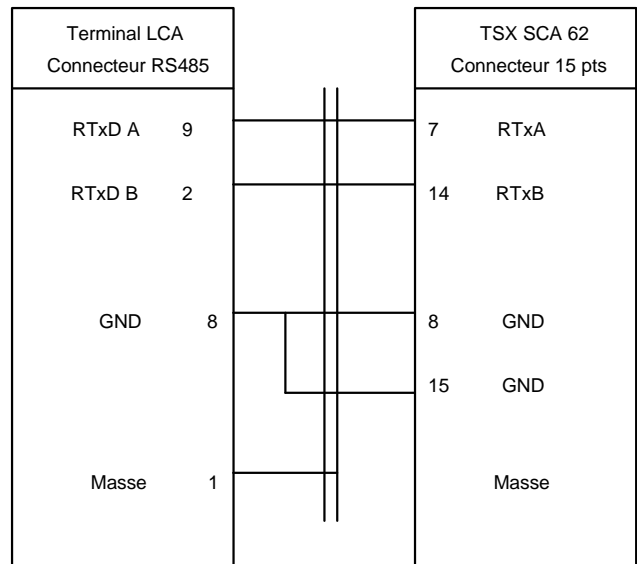 Terminal LCA
Connecteur RS485
TSX SCA 62
Connecteur 15 pts
RTxD A 9 7 RTxA
RTxD B 2 14 RTxB
GND 8 8 GND
15 GND
Masse 1 Masse